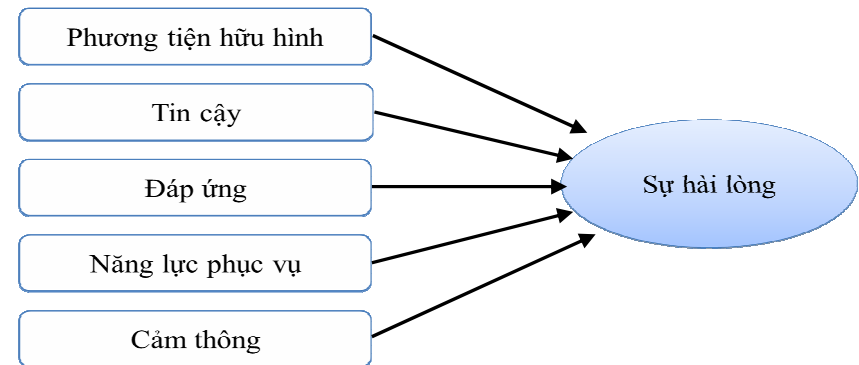 Phương tiện hữu hình
Tin cậy
Đáp ứng
Sự hài lòng
Năng lực phục vụ
Cảm thông